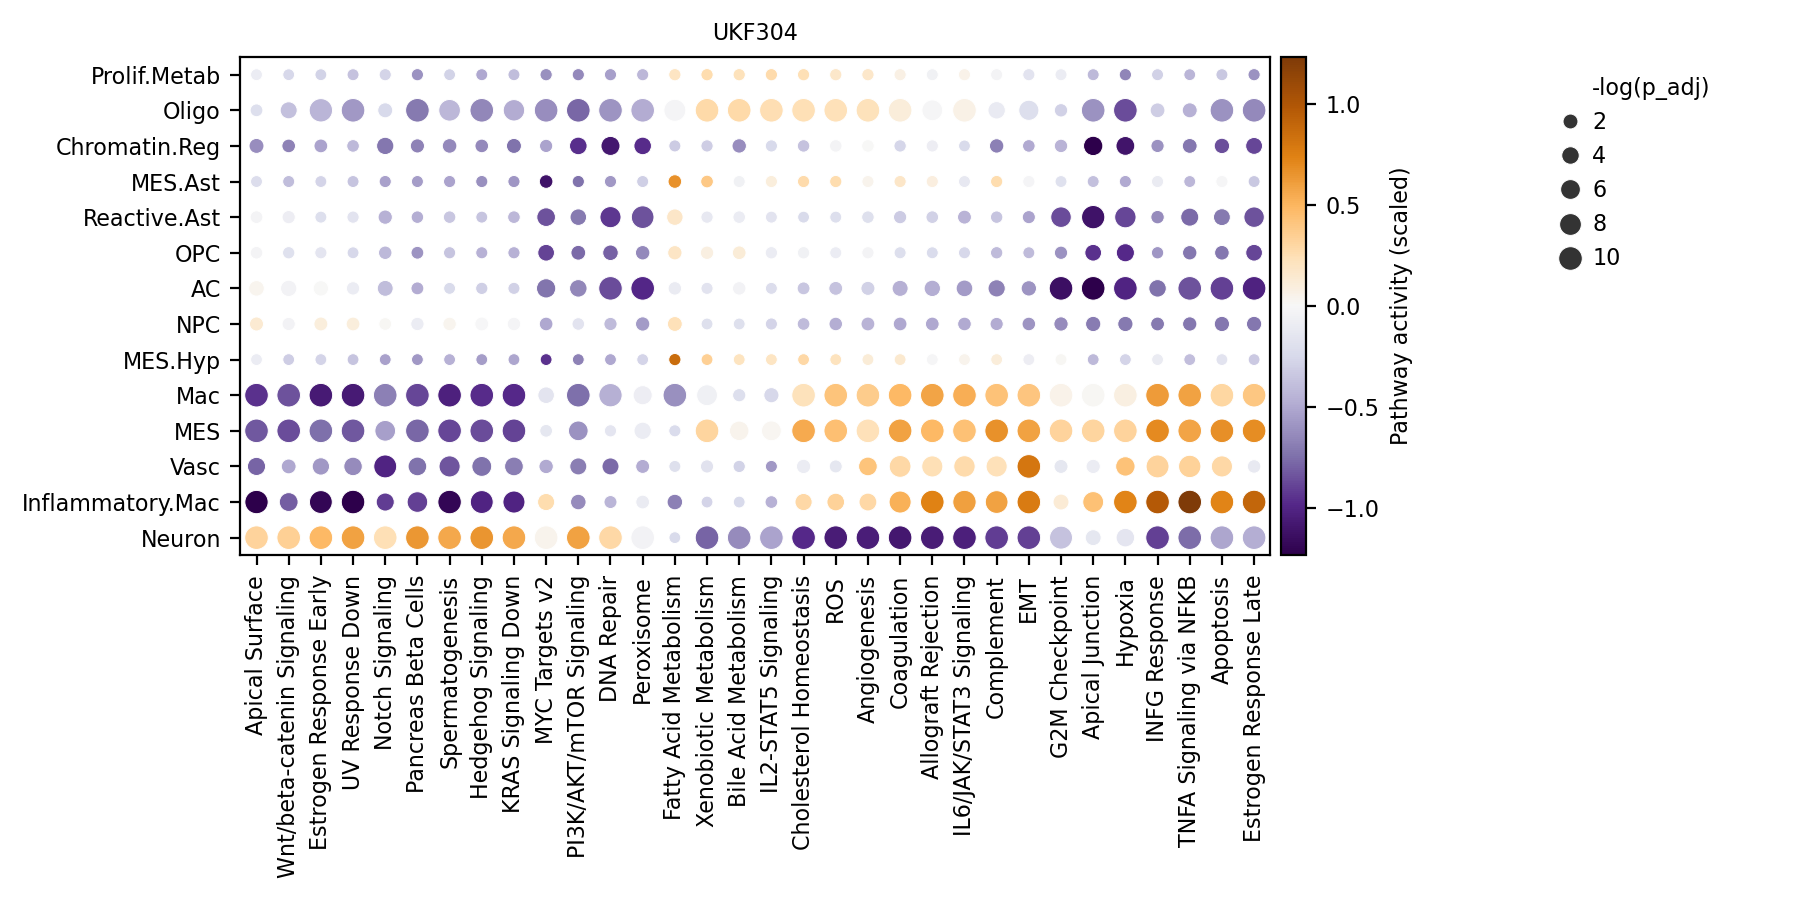 UKF304
Prolif.Metab
Oligo
Chromatin.Reg
MES.Ast
Reactive.Ast
OPC
AC
NPC
MES.Hyp
Mac
MES
Vasc
Inflammatory.Mac
Neuron
Apical Surface
Wnt/beta-catenin Signaling
Estrogen Response Early
UV Response Down
Notch Signaling
Pancreas Beta Cells
Spermatogenesis
Hedgehog Signaling
KRAS Signaling Down
MYC Targets v2
PI3K/AKT/mTOR Signaling
DNA Repair
Peroxisome
Fatty Acid Metabolism
Xenobiotic Metabolism
Bile Acid Metabolism
IL2-STAT5 Signaling
Cholesterol Homeostasis
ROS
Angiogenesis
Coagulation
Allograft Rejection
IL6/JAK/STAT3 Signaling
Complement
EMT
G2M Checkpoint
Apical Junction
Hypoxia
INFG Response
TNFA Signaling via NFKB
Apoptosis
Estrogen Response Late
1.0
0.5
0.0
−0.5
−1.0
Pathway activity (scaled)
-log(p_adj)
2
4
6
8
10